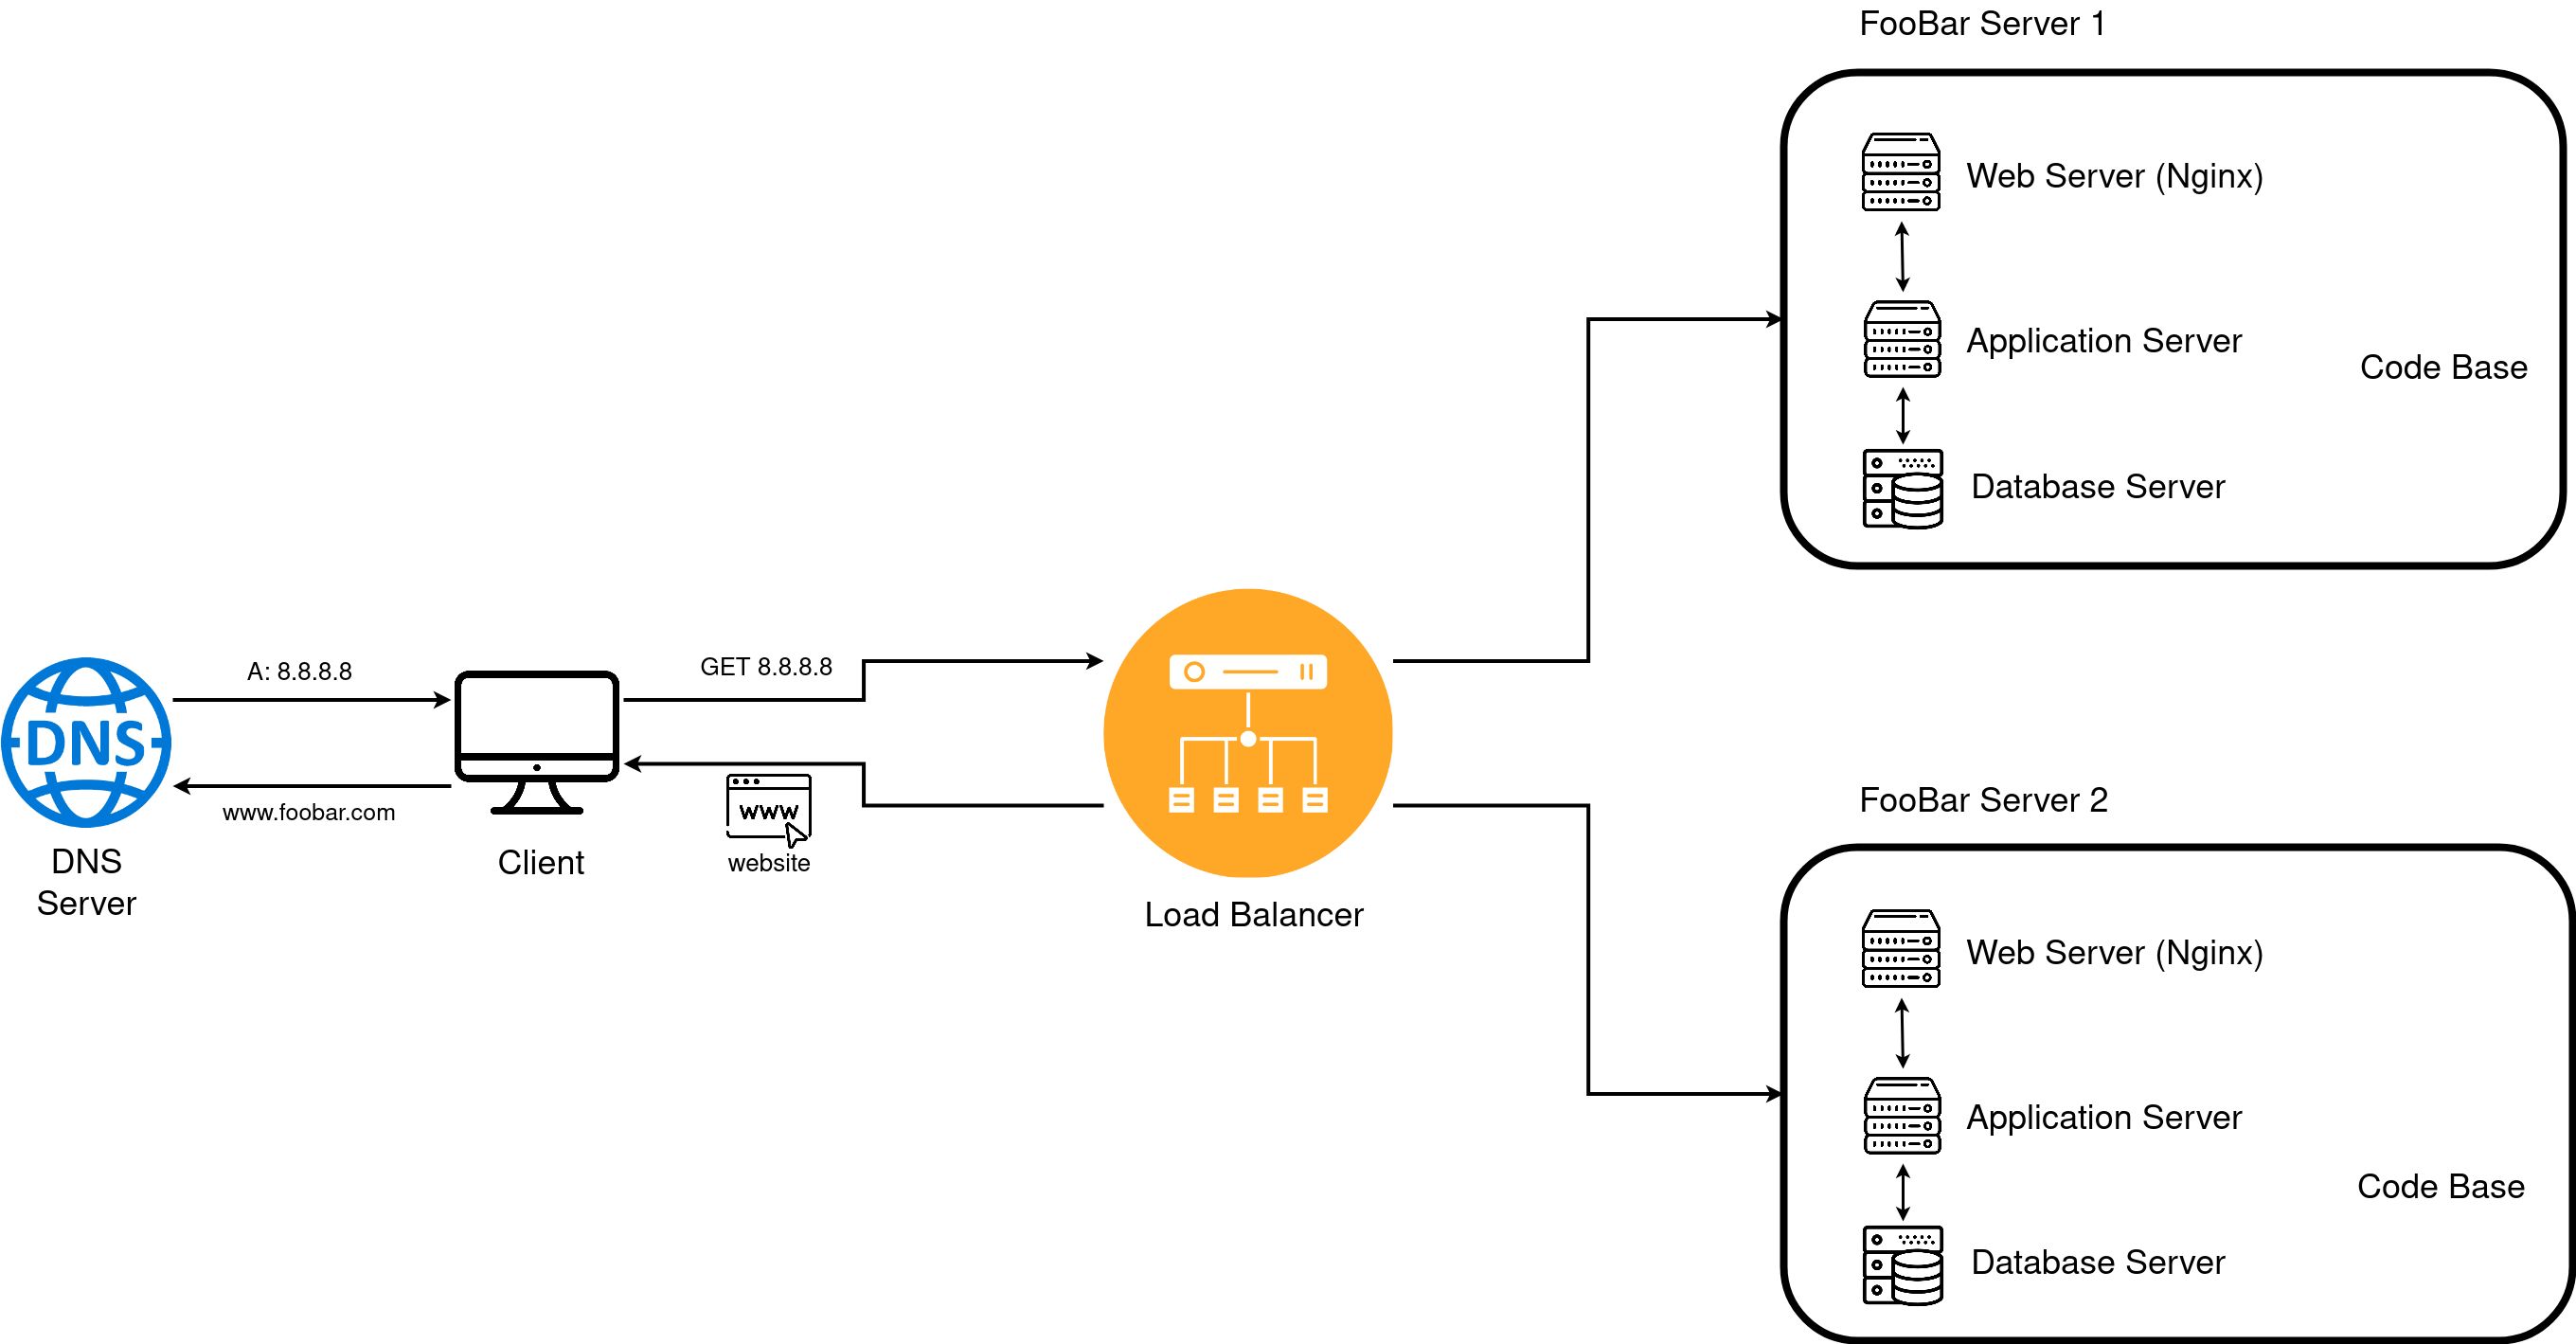 FooBar Server 1
Web Server (Nginx)
Application Server
Code Base
Database Server
A: 8.8.8.8
GET 8.8.8.8
DNS
www.foobar.com
www
website
DNS
Server
Client
Load Balancer
FooBar Server 2
Web Server (Nginx)
Application Server
Code Base
Database Server